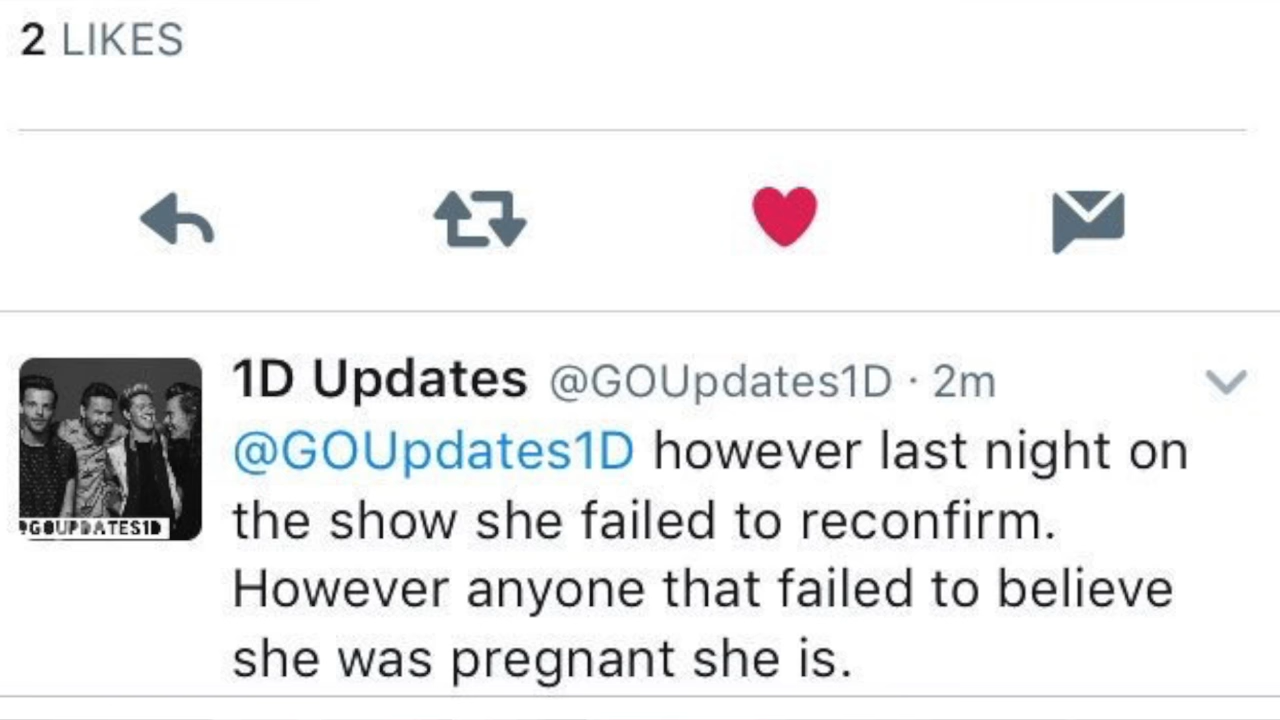 2 LIKES
1D Updates @GOUpdates1D · 2m
@GOUpdates1D however last night on
the show she failed to reconfirm.
However anyone that failed to believe
she was pregnant she is.
@GOUPDATES1D